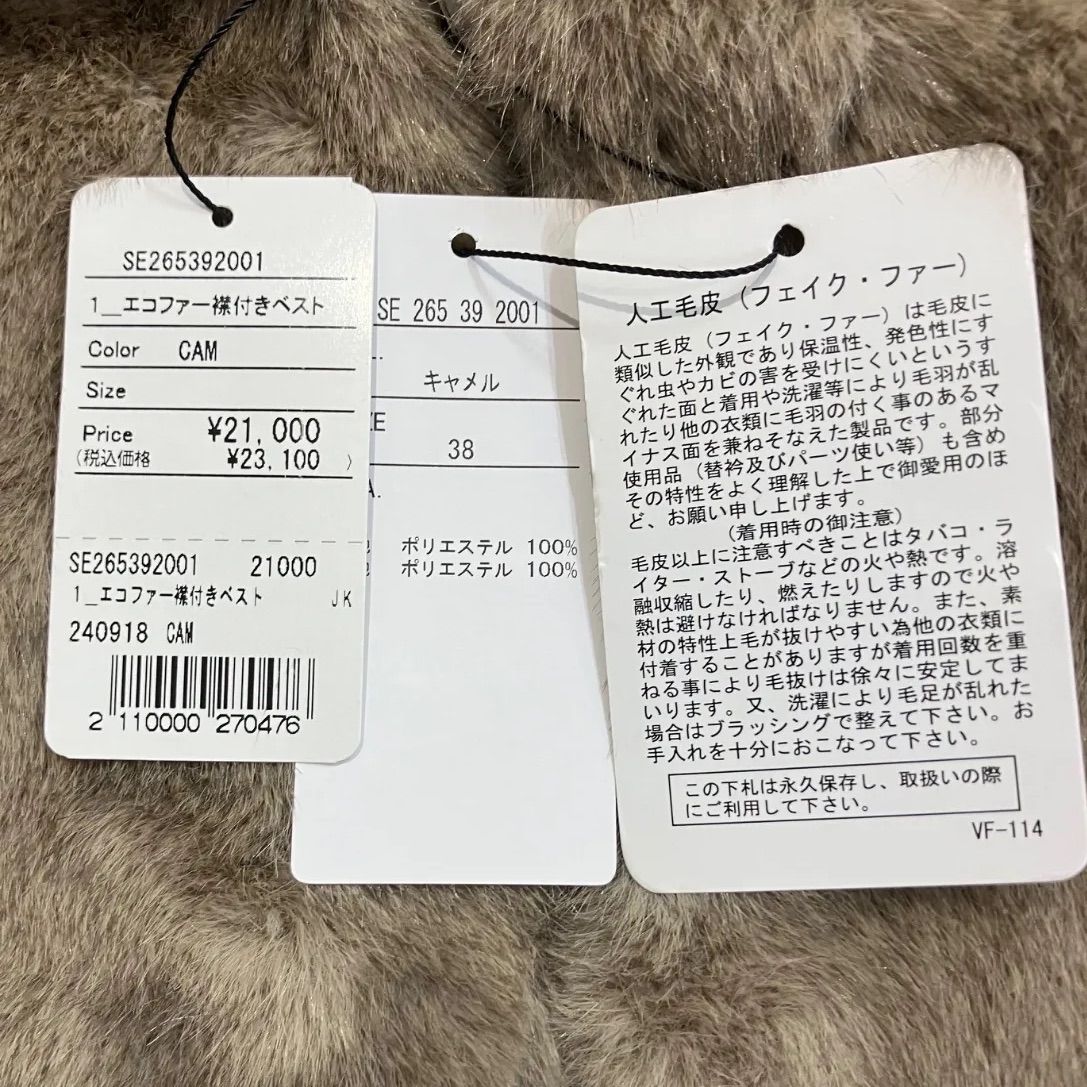 SE265392001
1_エコファー襟付きベスト
Color CAM
Size
Price ¥21,000
(税込価格 ¥23,100 )
SE265392001 21000
1_エコファー襟付きベスト JK
240918 CAM
2 110000 270476
SE 265 39 2001
キャメル
38
ポリエステル 100%
ポリエステル 100%
人工毛皮(フェイク・ファー)
人工毛皮(フェイク・ファー)は毛皮に
類似した外観であり保温性、発色性にす
ぐれ虫やカビの害を受けにくいというす
ぐれた面と着用や洗濯等により毛羽が乱
れたり他の衣類に毛羽の付く事のあるマ
イナス面を兼ねそなえた製品です。部分
使用品(替衿及びパーツ使い等)も含め
その特性をよく理解した上で御愛用のほ
ど、お願い申し上げます。
(着用時の御注意)
毛皮以上に注意すべきことはタバコ・ラ
イター・ストーブなどの火や熱です。溶
融収縮したり、燃えたりしますので火や
熱は避けなければなりません。また、素
材の特性上毛が抜けやすい為他の衣類に
付着することがありますが着用回数を重
ねる事により毛抜けは徐々に安定してま
いります。又、洗濯により毛足が乱れた
場合はブラッシングで整えて下さい。お
手入れを十分におこなって下さい。
この下札は永久保存し、取扱いの際
にご利用して下さい。
VF-114